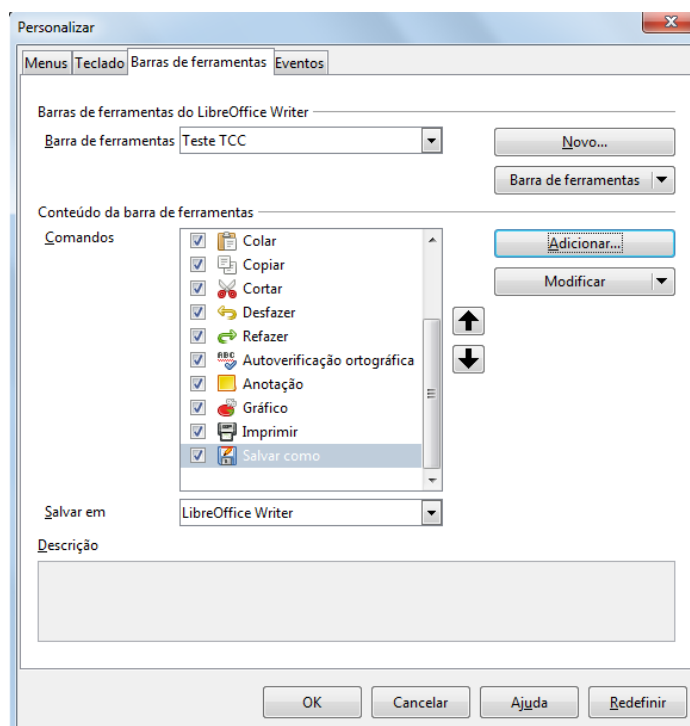 Personalizar
Menus Teclado Barras de ferramentas Eventos
Barras de ferramentas do LibreOffice Writer
Barra de ferramentas Teste TCC Novo...
Barra de ferramentas
Conteúdo da barra de ferramentas
Comandos Colar Adicionar...
Copiar
Cortar Modificar
Desfazer
Refazer
ABC Autoverificação ortográfica
Anotação
Gráfico
Imprimir
Salvar como
Salvar em LibreOffice Writer
Descrição
OK Cancelar Ajuda Redefinir